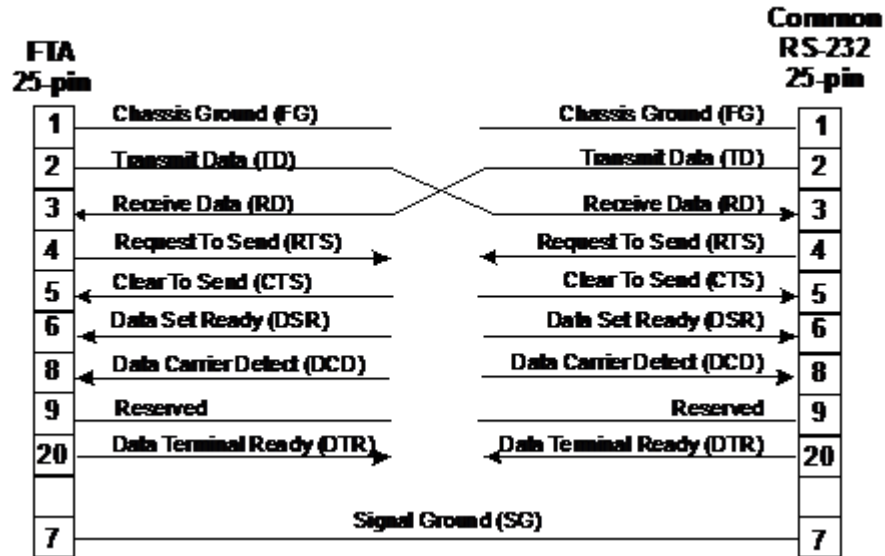 FTA
25-pin
Common
RS-232
25-pin
1 Chassis Ground (FG) Chassis Ground (FG) 1
2 Transmit Data (TD) Transmit Data (TD) 2
3 Receive Data (RD) Receive Data (RD) 3
4 Request To Send (RTS) Request To Send (RTS) 4
5 Clear To Send (CTS) Clear To Send (CTS) 5
6 Data Set Ready (DSR) Data Set Ready (DSR) 6
8 Data Carrier Detect (DCD) Data Carrier Detect (DCD) 8
9 Reserved Reserved 9
20 Data Terminal Ready (DTR) Data Terminal Ready (DTR) 20
7 Signal Ground (SG) 7